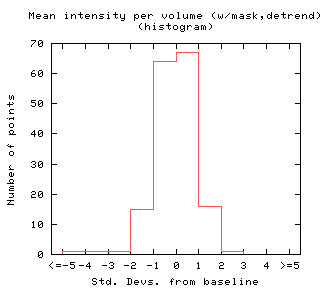 Mean intensity per volume (w/mask,detrend)
(histogram)
Number of points
70
60
50
40
30
20
10
0
<=-5 -4 -3 -2 -1 0 1 2 3 4 >=5
Std. Devs. from baseline